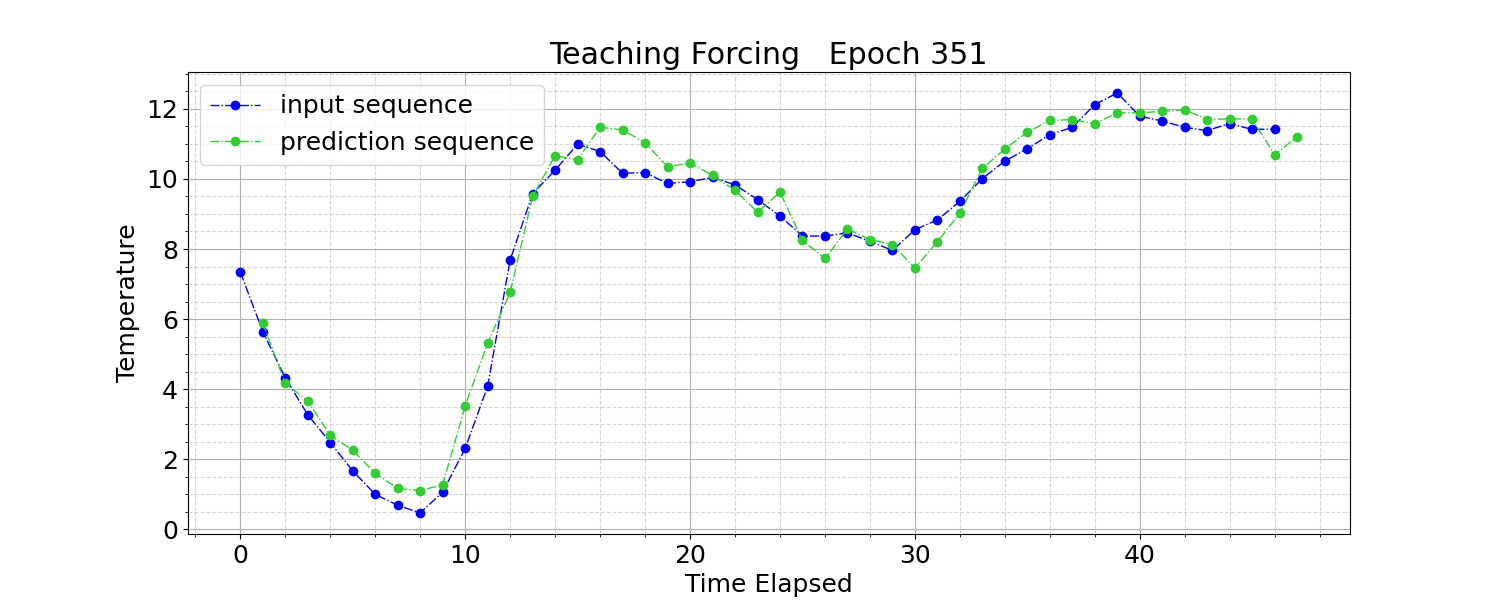 Teaching Forcing   Epoch 351
input sequence
prediction sequence
Temperature
12
10
8
6
4
2
0
0 10 20 30 40
Time Elapsed